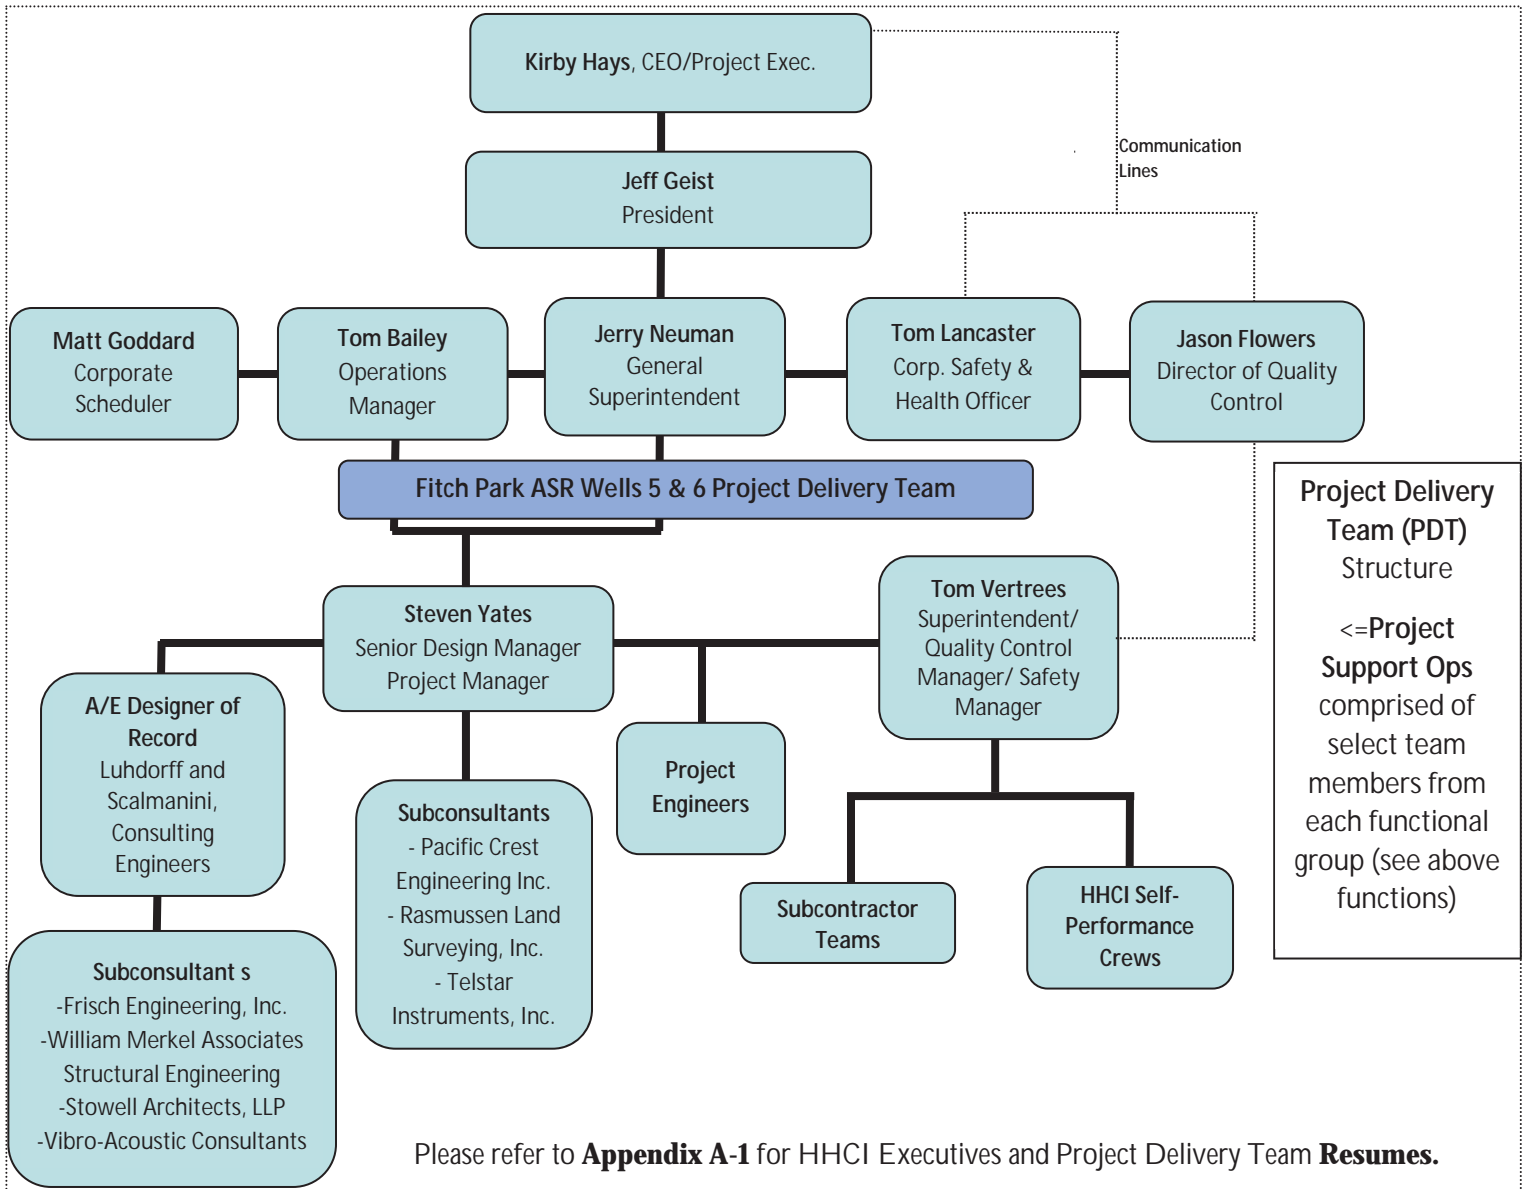 Kirby Hays, CEO/Project Exec.
Communication
Lines
Jeff Geist
President
Matt Goddard
Corporate
Scheduler
Tom Bailey
Operations
Manager
Jerry Neuman
General
Superintendent
Tom Lancaster
Corp. Safety &
Health Officer
Jason Flowers
Director of Quality
Control
Fitch Park ASR Wells 5 & 6 Project Delivery Team
Project Delivery
Team (PDT)
Structure
<=Project
Support Ops
comprised of
select team
members from
each functional
group (see above
functions)
Steven Yates
Senior Design Manager
Project Manager
Tom Vertrees
Superintendent/
Quality Control
Manager/ Safety
Manager
A/E Designer of
Record
Luhdorff and
Scalmanini,
Consulting
Engineers
Subconsultants
- Pacific Crest
Engineering Inc.
- Rasmussen Land
Surveying, Inc.
- Telstar
Instruments, Inc.
Project
Engineers
Subcontractor
Teams
HHCI Self-
Performance
Crews
Subconsultant s
-Frisch Engineering, Inc.
-William Merkel Associates
Structural Engineering
-Stowell Architects, LLP
-Vibro-Acoustic Consultants
Please refer to Appendix A-1 for HHCI Executives and Project Delivery Team Resumes.